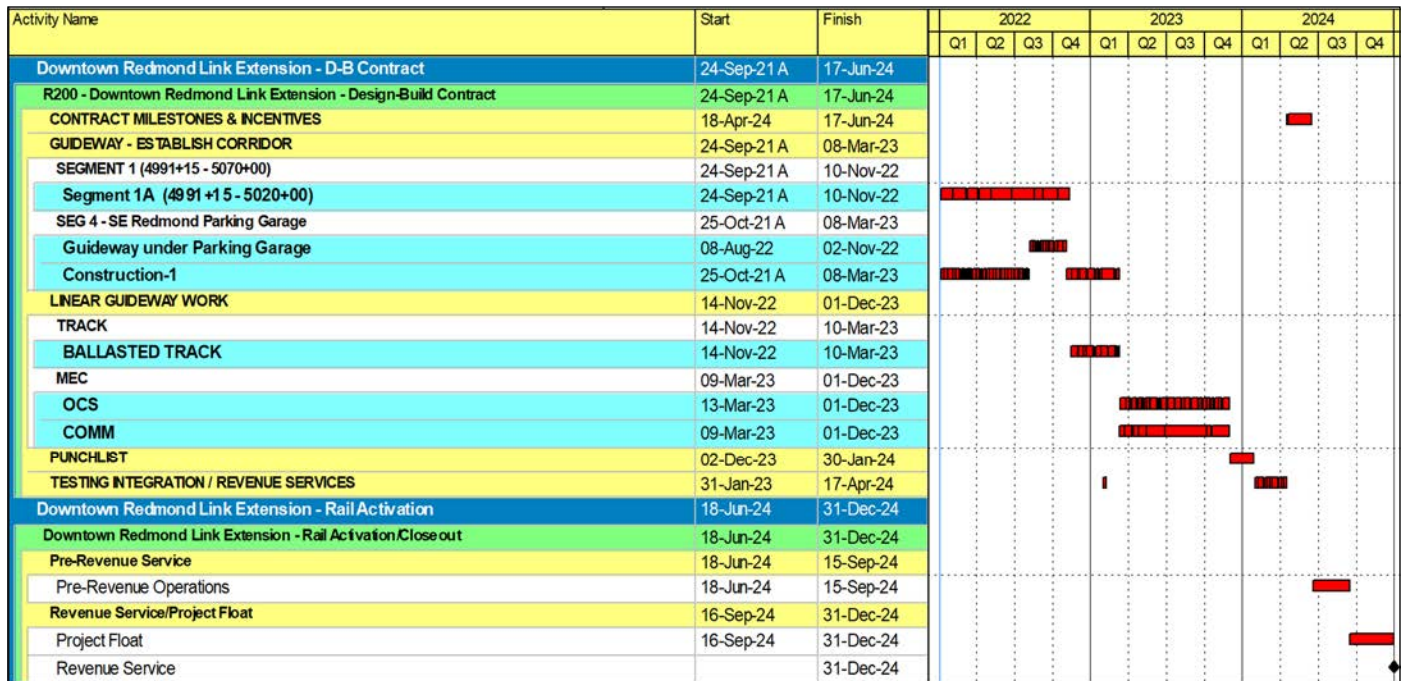 Activity Name Start Finish 2022 2023 2024
Q1 Q2 Q3 Q4 Q1 Q2 Q3 Q4 Q1 Q2 Q3 Q4
Downtown Redmond Link Extension - D-B Contract 24-Sep-21 A 17-Jun-24
R200 - Downtown Redmond Link Extension - Design-Build Contract 24-Sep-21 A 17-Jun-24
CONTRACT MILESTONES & INCENTIVES 18-Apr-24 17-Jun-24
GUIDEWAY - ESTABLISH CORRIDOR 24-Sep-21 A 08-Mar-23
SEGMENT 1 (4991+15 - 5070+00) 24-Sep-21 A 10-Nov-22
Segment 1A (4991+15 - 5020+00) 24-Sep-21 A 10-Nov-22
SEG 4 - SE Redmond Parking Garage 25-Oct-21 A 08-Mar-23
Guideway under Parking Garage 08-Aug-22 02-Nov-22
Construction-1 25-Oct-21 A 08-Mar-23
LINEAR GUIDEWAY WORK 14-Nov-22 01-Dec-23
TRACK 14-Nov-22 10-Mar-23
BALLASTED TRACK 14-Nov-22 10-Mar-23
MEC 09-Mar-23 01-Dec-23
OCS 13-Mar-23 01-Dec-23
COMM 09-Mar-23 01-Dec-23
PUNCHLIST 02-Dec-23 30-Jan-24
TESTING INTEGRATION / REVENUE SERVICES 31-Jan-23 17-Apr-24
Downtown Redmond Link Extension - Rail Activation 18-Jun-24 31-Dec-24
Downtown Redmond Link Extension - Rail Activation/Closeout 18-Jun-24 31-Dec-24
Pre-Revenue Service 18-Jun-24 15-Sep-24
Pre-Revenue Operations 18-Jun-24 15-Sep-24
Revenue Service/Project Float 16-Sep-24 31-Dec-24
Project Float 16-Sep-24 31-Dec-24
Revenue Service 31-Dec-24